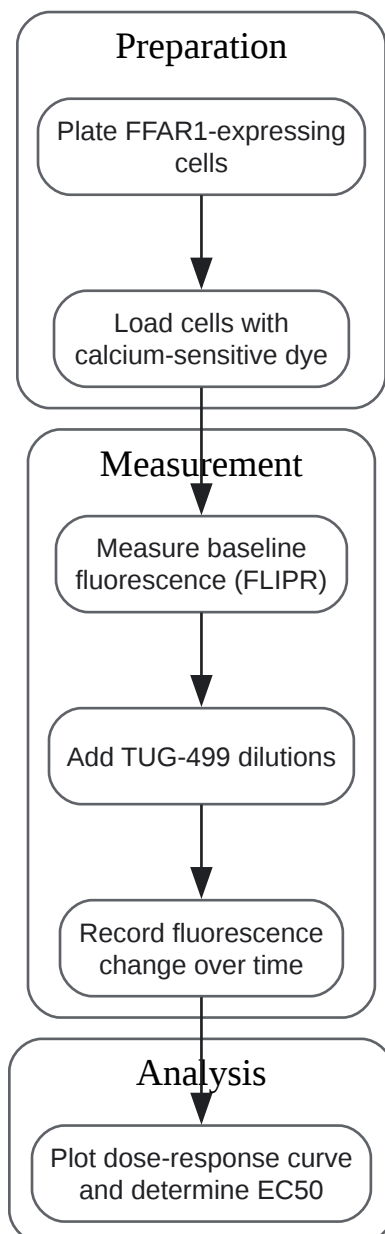 Preparation
Plate FFAR1-expressing
cells
Load cells with
calcium-sensitive dye
Measurement
Measure baseline
fluorescence (FLIPR)
Add TUG-499 dilutions
Record fluorescence
change over time
Analysis
Plot dose-response curve
and determine EC50